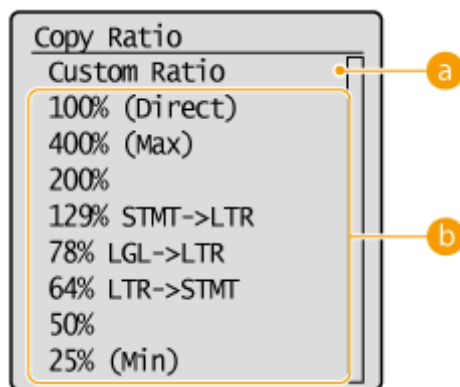 Copy Ratio
Custom Ratio
a
100% (Direct)
400% (Max)
200%
129% STMT->LTR
78% LGL->LTR
b
64% LTR->STMT
50%
25% (Min)